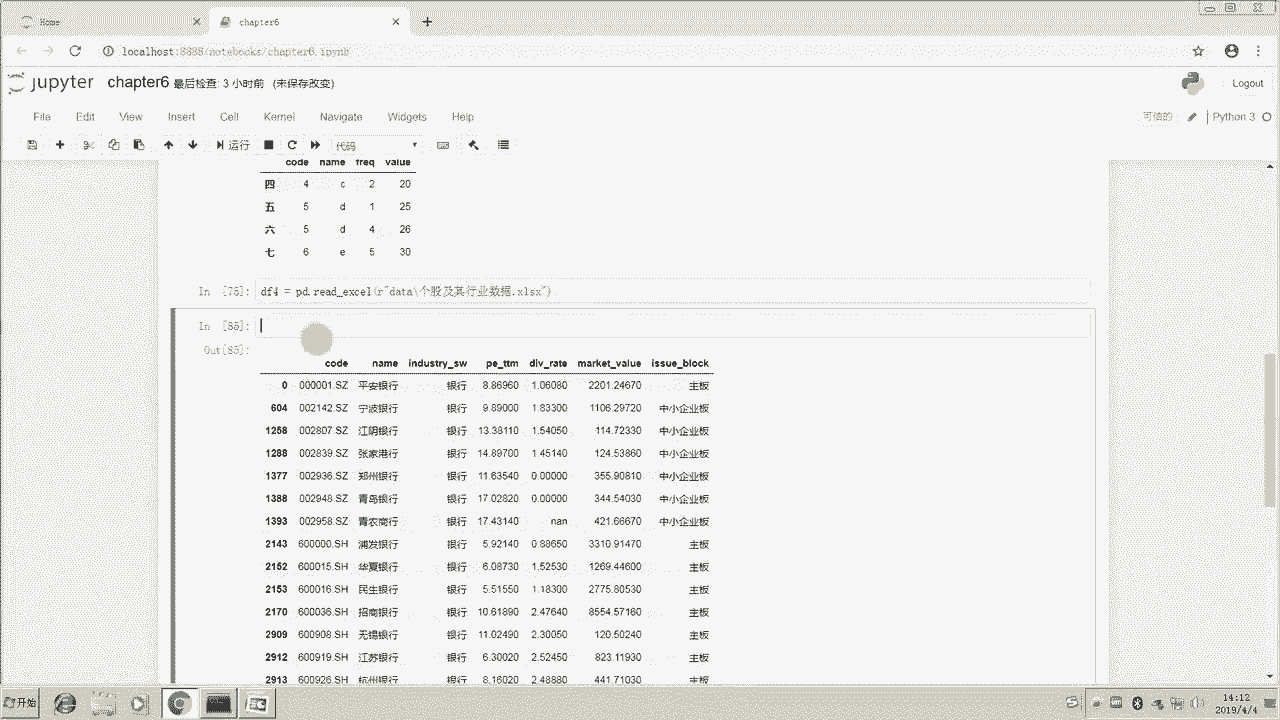 Home
chapter6
localhost:8888/notebooks/chapter6.ipynb
jupyter chapter6 最后检查: 3 小时前 (未保存改变)
Logout
File Edit View Insert Cell Kernel Navigate Widgets Help
可信的 Python 3
运行 代码
code name freq value
四 4 c 2 20
五 5 d 1 25
六 5 d 4 26
七 6 e 5 30
In [75]: df4 = pd.read_excel(r"data\个股及其行业数据.xlsx")
In [85]:
Out[85]:
code name industry_sw pe_ttm div_rate market_value issue_block
0 000001.SZ 平安银行 银行 8.86960 1.06080 2201.24670 主板
604 002142.SZ 宁波银行 银行 9.89000 1.83300 1106.29720 中小企业板
1258 002807.SZ 江阴银行 银行 13.38110 1.54050 114.72330 中小企业板
1288 002839.SZ 张家港行 银行 14.89700 1.45140 124.53860 中小企业板
1377 002936.SZ 郑州银行 银行 11.63540 0.00000 355.90810 中小企业板
1388 002948.SZ 青岛银行 银行 17.02820 0.00000 344.54030 中小企业板
1393 002958.SZ 青农商行 银行 17.43140 nan 421.66670 中小企业板
2143 600000.SH 浦发银行 银行 5.92140 0.88650 3310.91470 主板
2152 600015.SH 华夏银行 银行 6.08730 1.52530 1269.44600 主板
2153 600016.SH 民生银行 银行 5.51550 1.18300 2775.80530 主板
2170 600036.SH 招商银行 银行 10.61890 2.47640 8554.57160 主板
2909 600908.SH 无锡银行 银行 11.02490 2.30050 120.50240 主板
2912 600919.SH 江苏银行 银行 6.30020 2.52450 823.11930 主板
2913 600926.SH 杭州银行 银行 8.16020 2.48880 441.71030 主板
开始
14:12
2019/4/4